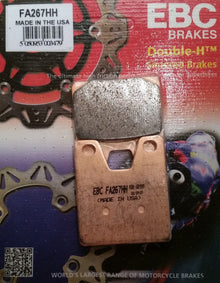 FA267HH
MADE IN THE USA
EBC
BRAKES
Double-H™
Sintered Brakes
EBC FA267HH
(MADE IN USA)
WORLD'S LARGEST RANGE OF MOTORCYCLE BRAKES